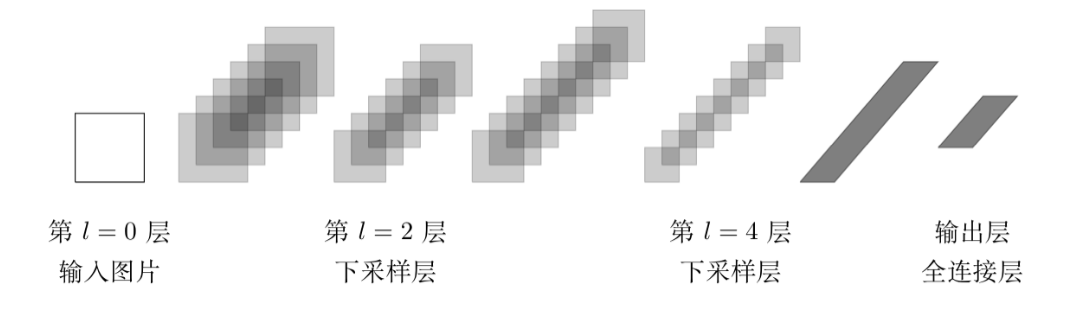 第 l = 0 层
输入图片
第 l = 2 层
下采样层
第 l = 4 层
下采样层
输出层
全连接层